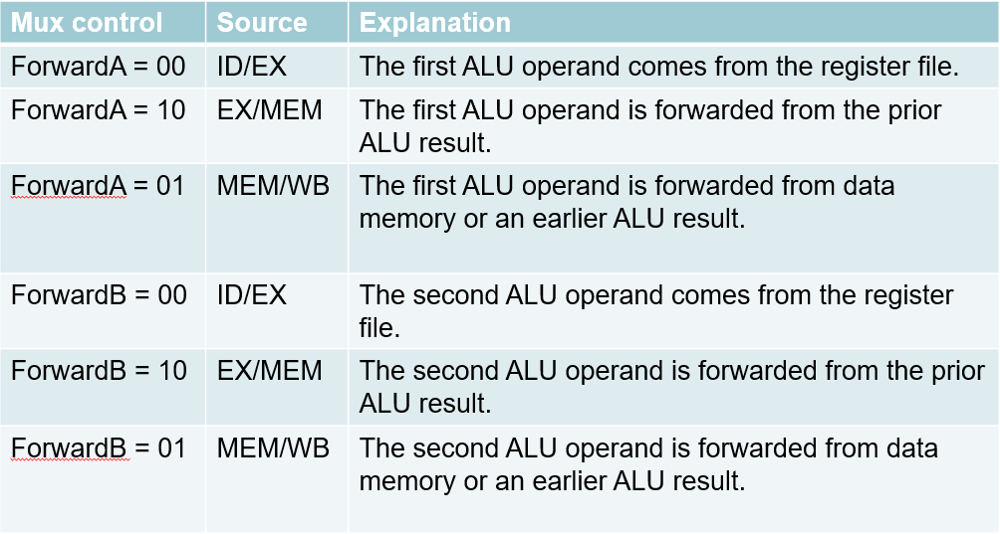 Mux control Source Explanation
ForwardA = 00 ID/EX The first ALU operand comes from the register file.
ForwardA = 10 EX/MEM The first ALU operand is forwarded from the prior
ALU result.
ForwardA = 01 MEM/WB The first ALU operand is forwarded from data
memory or an earlier ALU result.
ForwardB = 00 ID/EX The second ALU operand comes from the register
file.
ForwardB = 10 EX/MEM The second ALU operand is forwarded from the prior
ALU result.
ForwardB = 01 MEM/WB The second ALU operand is forwarded from data
memory or an earlier ALU result.